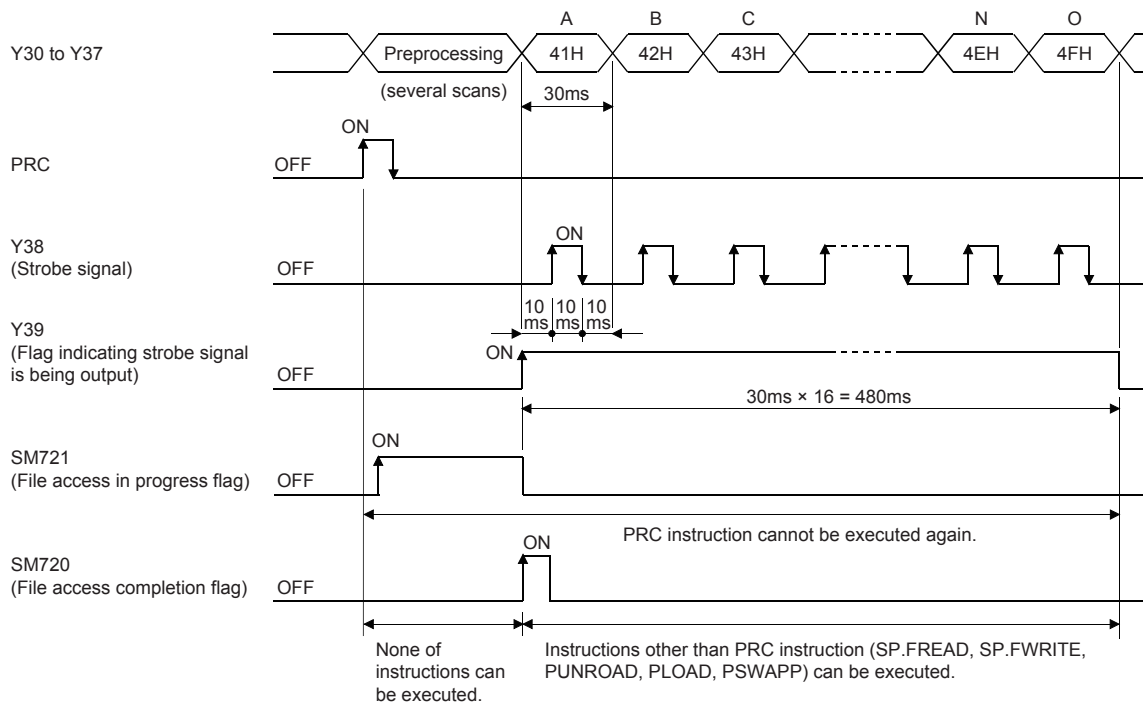 A B C N O
Y30 to Y37 Preprocessing 41H 42H 43H 4EH 4FH
(several scans) 30ms
ON
PRC OFF
Y38
(Strobe signal) OFF ON
10 ms 10 ms 10 ms
Y39
(Flag indicating strobe signal
is being output) OFF ON
30ms × 16 = 480ms
SM721
(File access in progress flag) OFF ON
PRC instruction cannot be executed again.
SM720
(File access completion flag) OFF ON
None of
instructions can
be executed.
Instructions other than PRC instruction (SP.FREAD, SP.FWRITE,
PUNROAD, PLOAD, PSWAPP) can be executed.